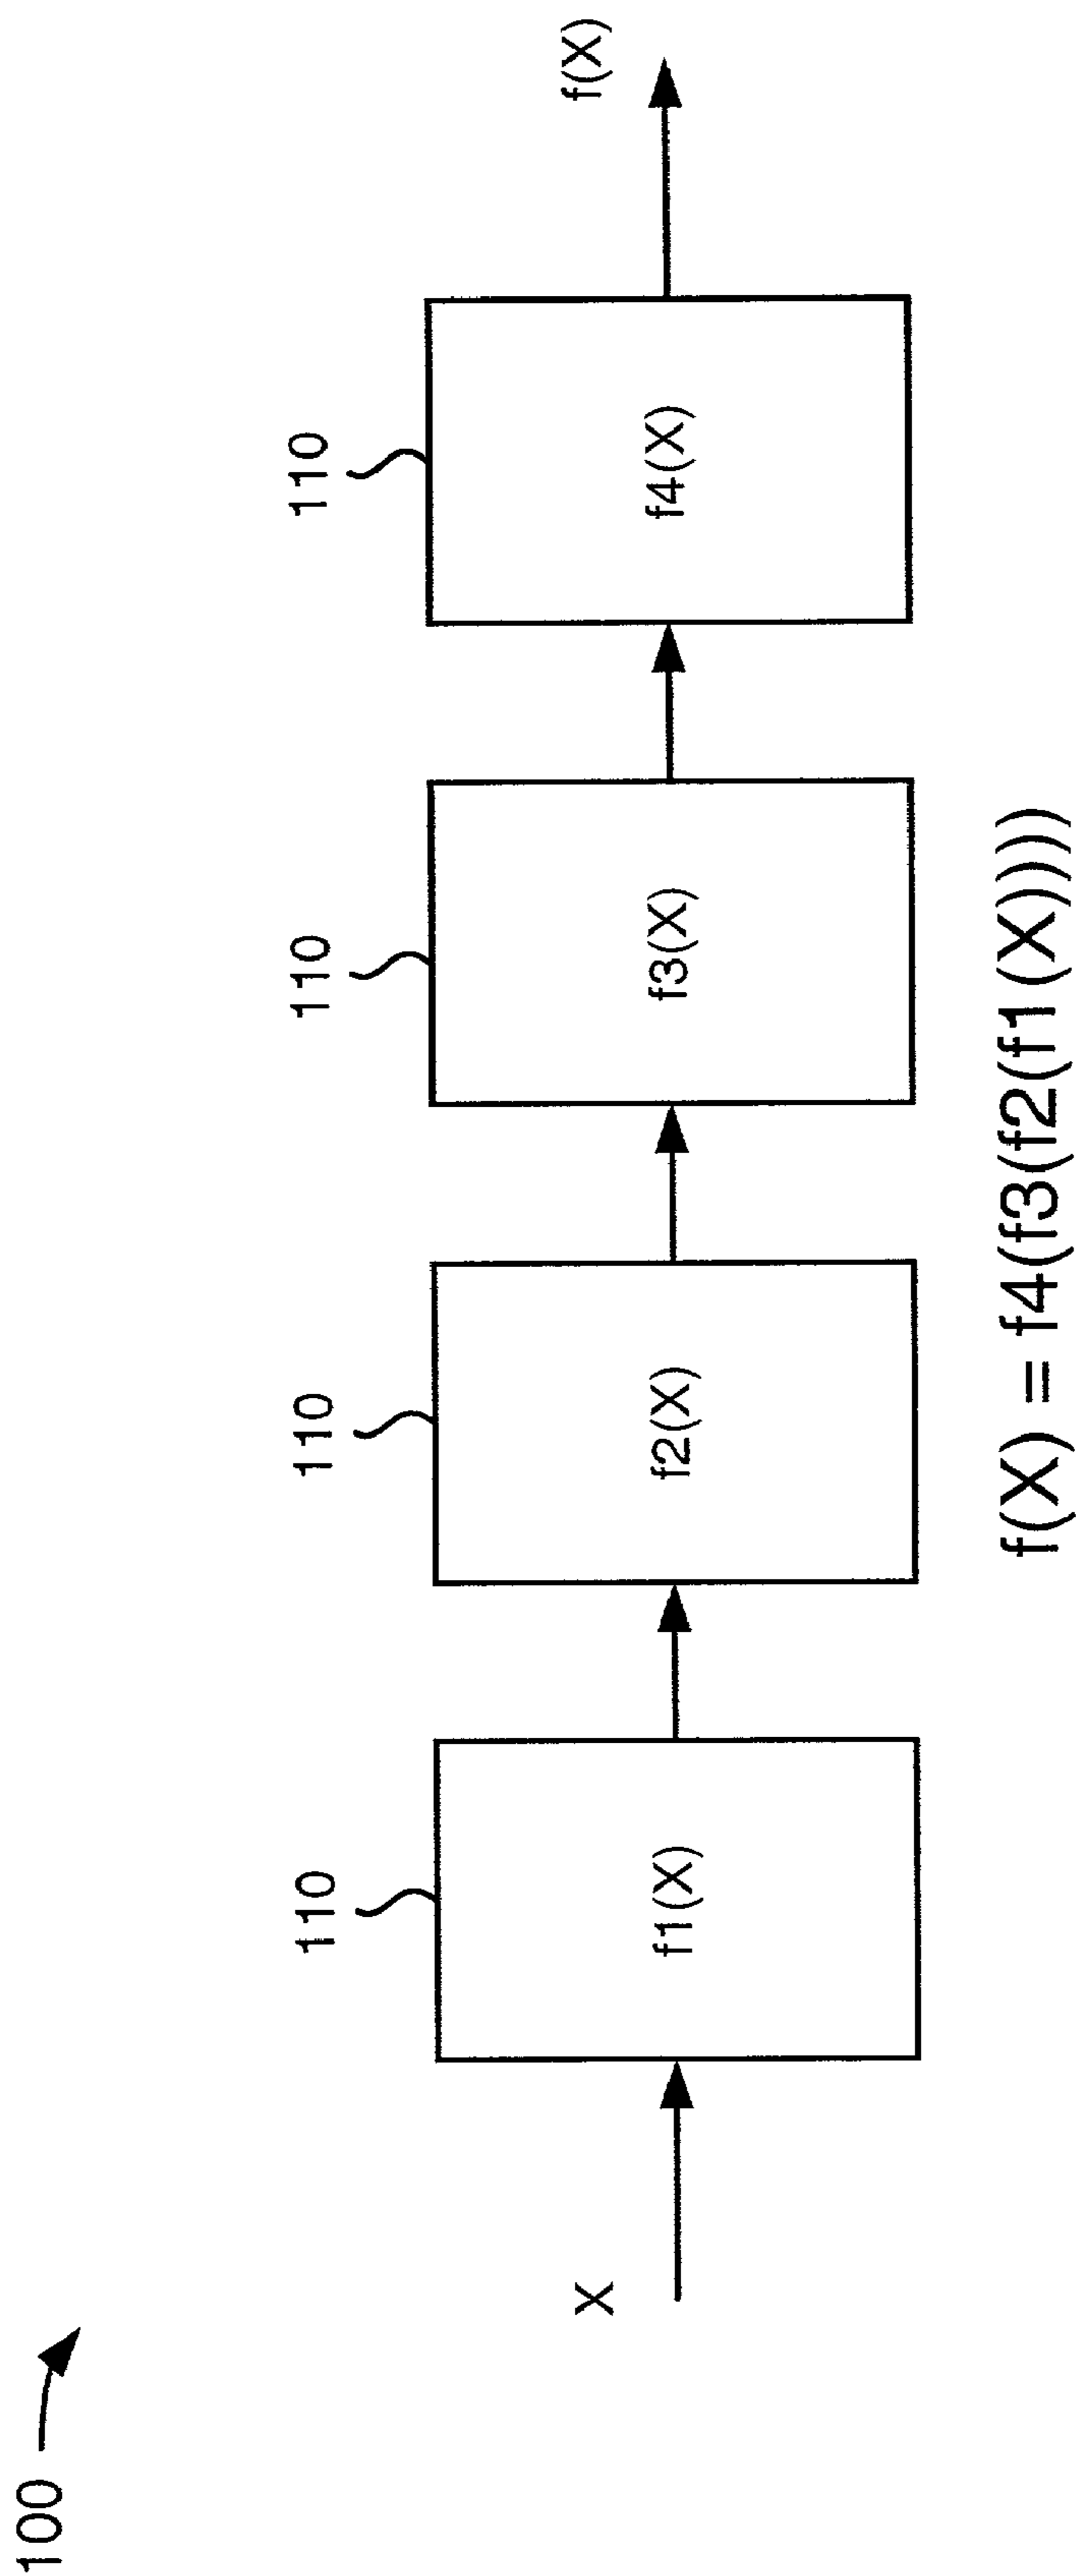 100
110
110
110
110
X
f1(X)
f2(X)
f3(X)
f4(X)
f(X)
f(X) = f4(f3(f2(f1(X))))